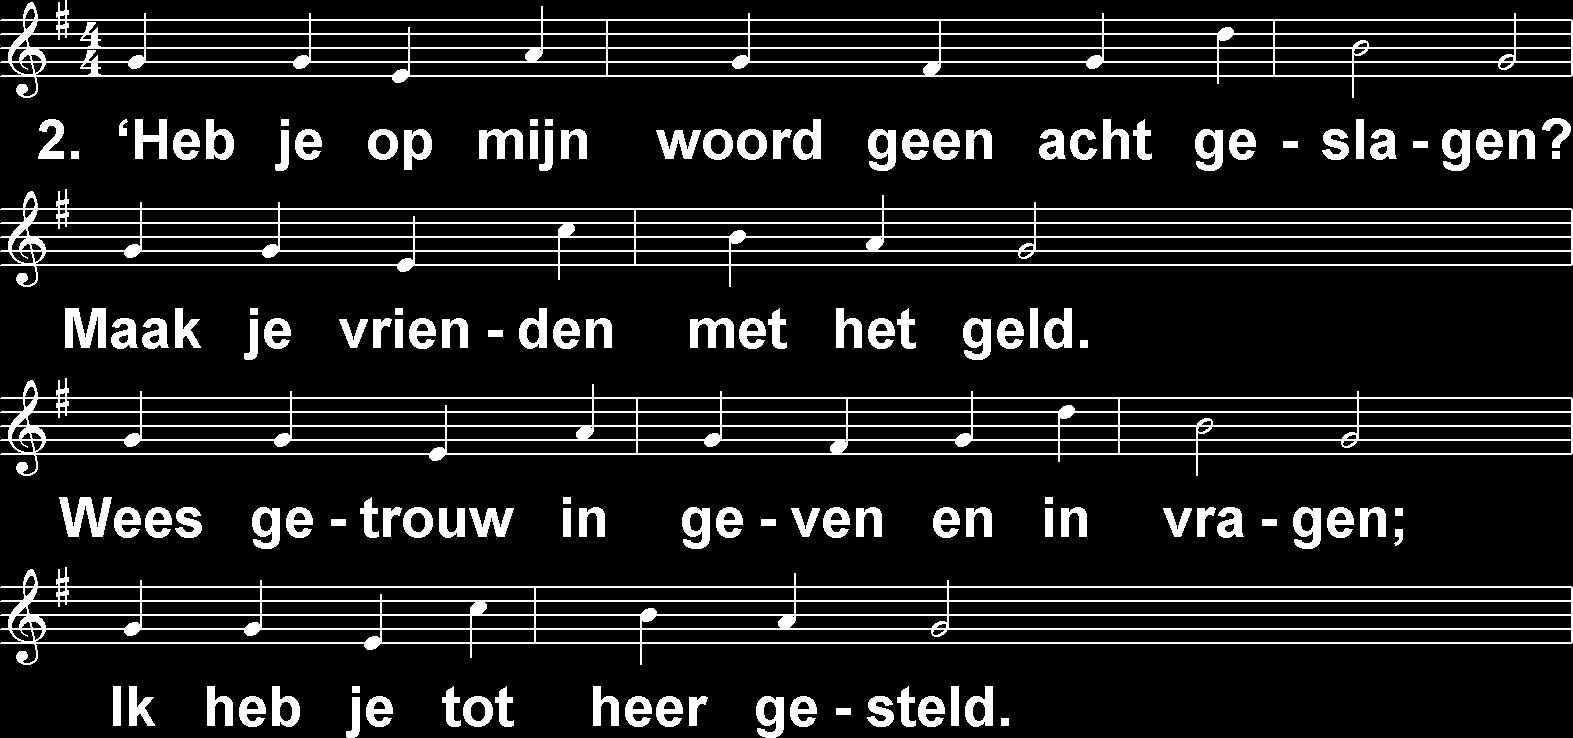 2. ‘Heb je op mijn woord geen acht ge - sla - gen?
Maak je vrien - den met het geld.
Wees ge - trouw in ge - ven en in vra - gen;
Ik heb je tot heer ge - steld.